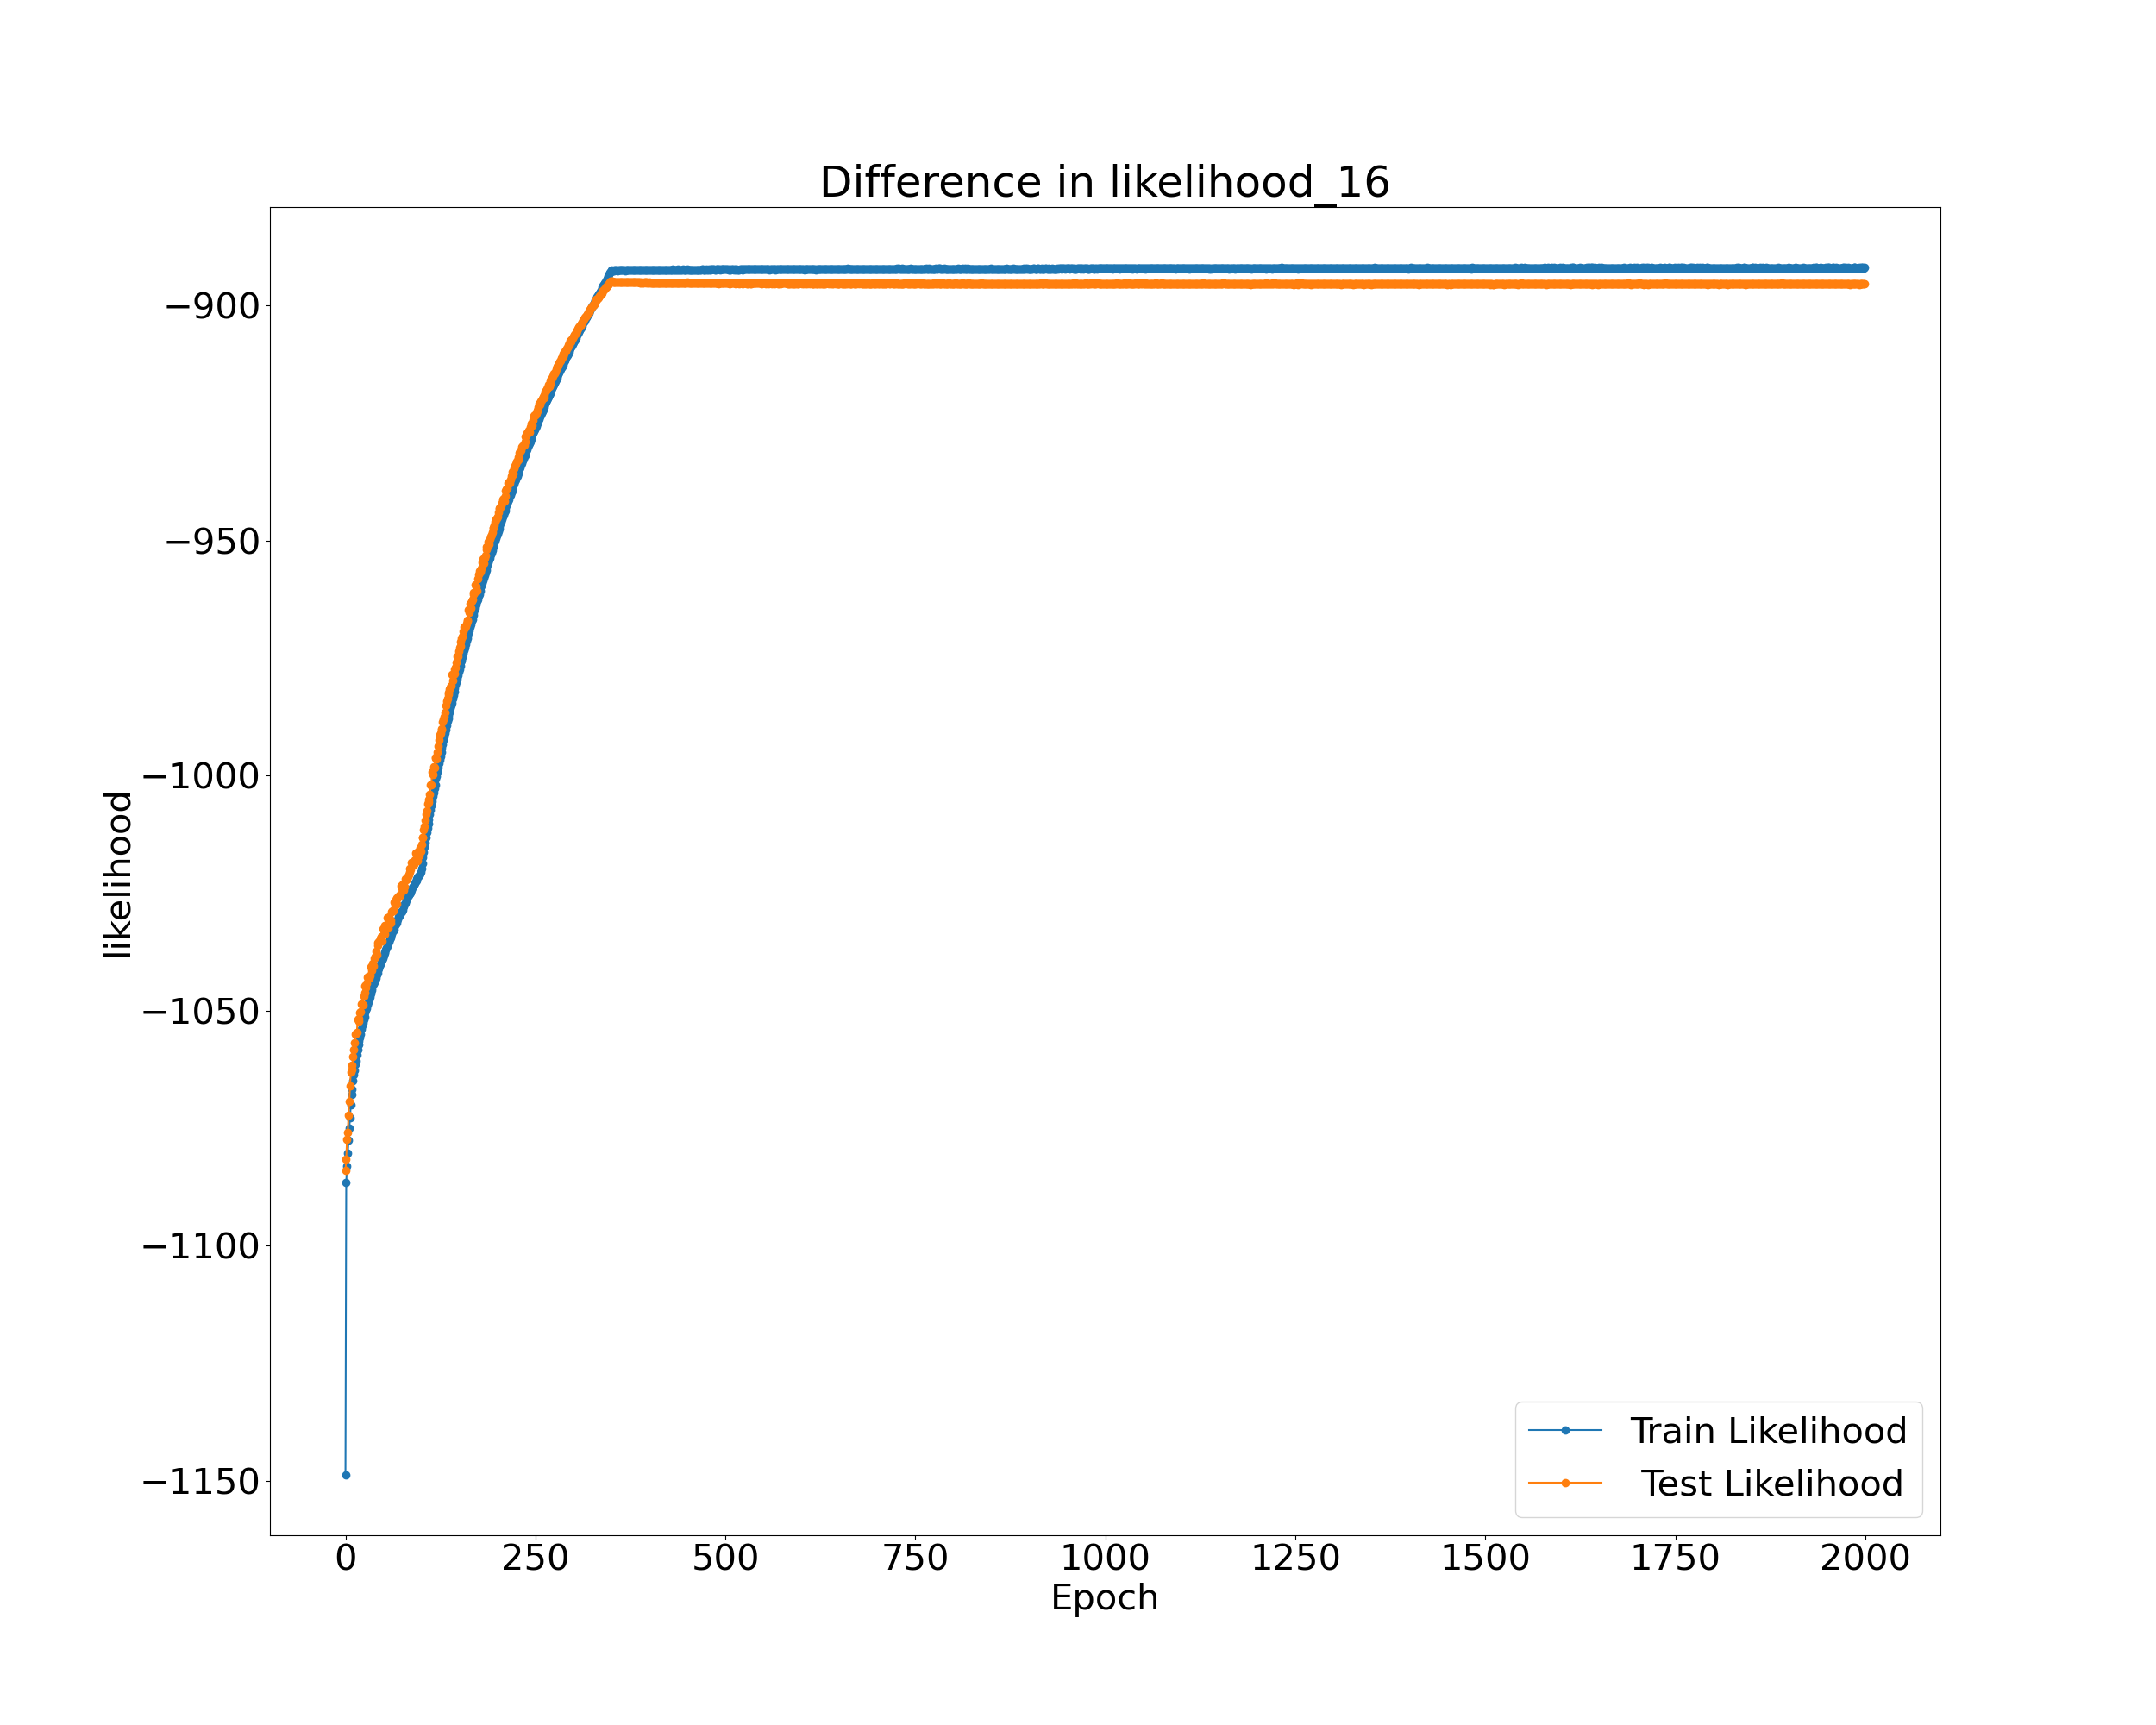 Difference in likelihood_16
likelihood
−900
−950
−1000
−1050
−1100
−1150
Train Likelihood
Test Likelihood
0 250 500 750 1000 1250 1500 1750 2000
Epoch